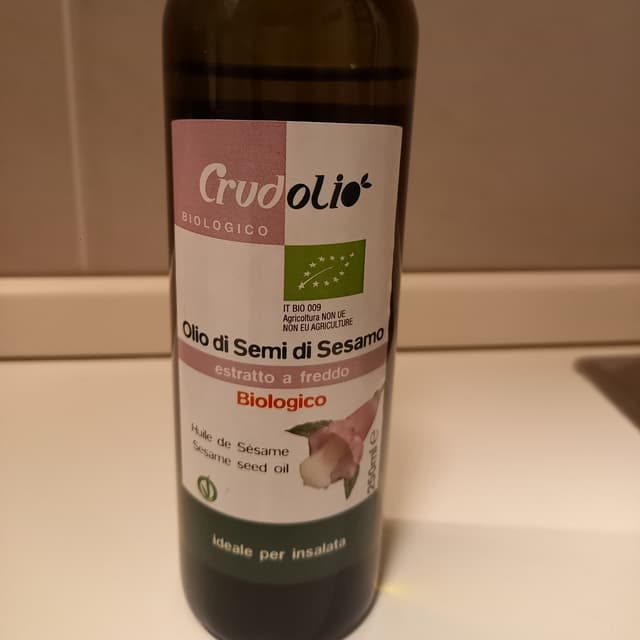 Crudolio
BIOLOGICO
IT BIO 009
Agricoltura NON UE
NON EU AGRICULTURE
Olio di Semi di Sesamo
estratto a freddo
Biologico
Huile de Sésame
Sesame seed oil
250ml e
ideale per insalata